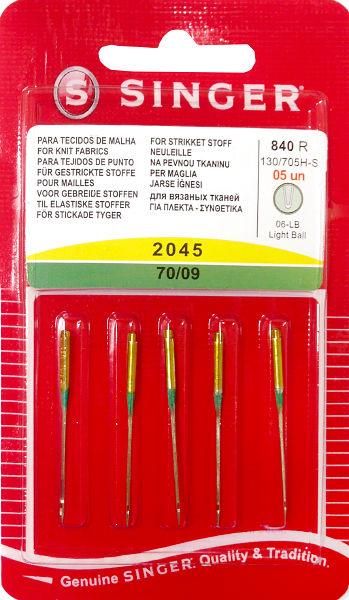 SINGER®
PARA TECIDOS DE MALHA
FOR KNIT FABRICS
PARA TEJIDOS DE PUNTO
FÜR GESTRICKTE STOFFE
POUR MAILLES
VOOR GEBREIDE STOFFEN
TIL ELASTISKE STOFFER
FÖR STICKADE TYGER
FOR STRIKKET STOFF
NEULEILLE
NA PEVNOU TKANINU
PER MAGLIA
JARSE IĞNESI
для вязаных тканей
ΓΙΑ ΠΛΕΚΤΑ - ΣΥΝΘΕΤΙΚΑ
840 R
130/705H-S
05 un
06-LB
Light Ball
2045
70/09
Genuine SINGER® Quality & Tradition.